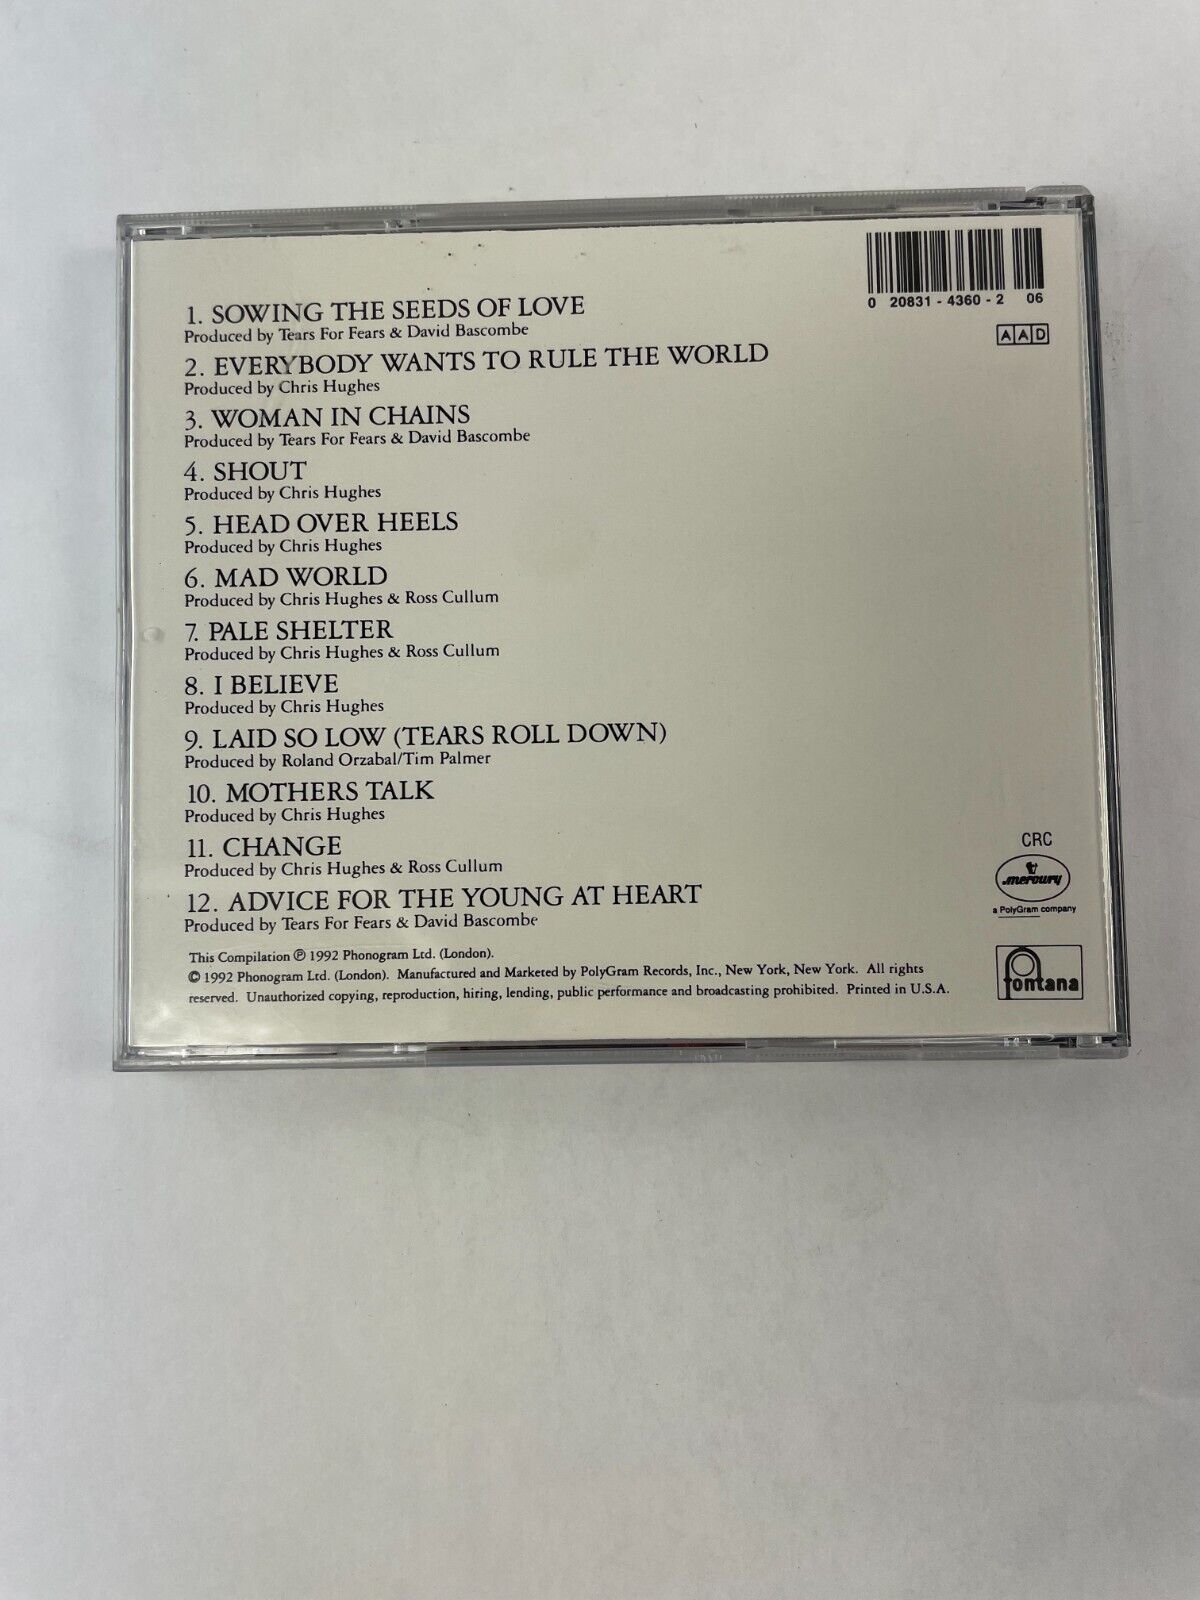 0 20831 - 4360 - 2 06
A A D
1. SOWING THE SEEDS OF LOVE
Produced by Tears For Fears & David Bascombe
2. EVERYBODY WANTS TO RULE THE WORLD
Produced by Chris Hughes
3. WOMAN IN CHAINS
Produced by Tears For Fears & David Bascombe
4. SHOUT
Produced by Chris Hughes
5. HEAD OVER HEELS
Produced by Chris Hughes
6. MAD WORLD
Produced by Chris Hughes & Ross Cullum
7. PALE SHELTER
Produced by Chris Hughes & Ross Cullum
8. I BELIEVE
Produced by Chris Hughes
9. LAID SO LOW (TEARS ROLL DOWN)
Produced by Roland Orzabal/Tim Palmer
10. MOTHERS TALK
Produced by Chris Hughes
11. CHANGE
Produced by Chris Hughes & Ross Cullum
12. ADVICE FOR THE YOUNG AT HEART
Produced by Tears For Fears & David Bascombe
This Compilation ℗ 1992 Phonogram Ltd. (London).
© 1992 Phonogram Ltd. (London). Manufactured and Marketed by PolyGram Records, Inc., New York, New York. All rights
reserved. Unauthorized copying, reproduction, hiring, lending, public performance and broadcasting prohibited. Printed in U.S.A.
CRC
mercury
a PolyGram company
fontana